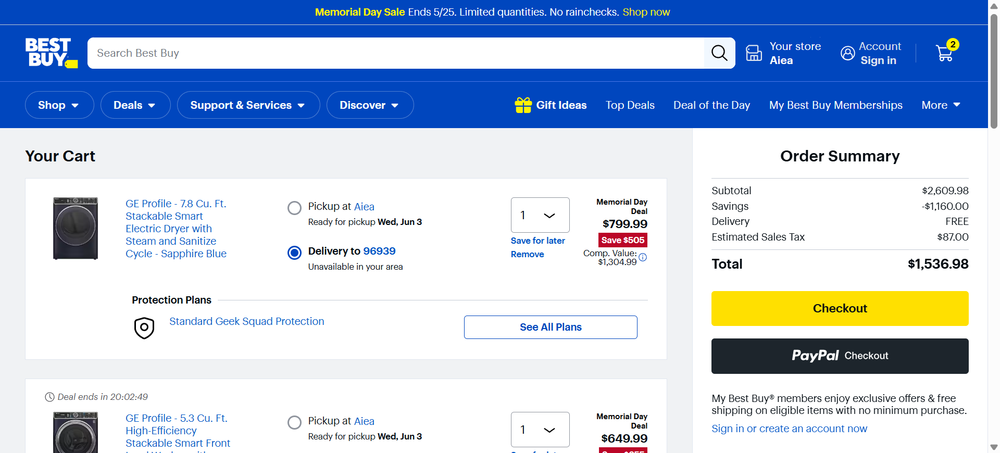 Memorial Day Sale Ends 5/25. Limited quantities. No rainchecks. Shop now
BEST BUY
Search Best Buy
Your store
Aiea
Account
Sign in
2
Shop
Deals
Support & Services
Discover
Gift Ideas
Top Deals
Deal of the Day
My Best Buy Memberships
More
Your Cart
GE Profile - 7.8 Cu. Ft.
Stackable Smart
Electric Dryer with
Steam and Sanitize
Cycle - Sapphire Blue
Pickup at Aiea
Ready for pickup Wed, Jun 3
Delivery to 96939
Unavailable in your area
1
Save for later
Remove
Memorial Day
Deal
$799.99
Save $505
Comp. Value:
$1,304.99
Protection Plans
Standard Geek Squad Protection
See All Plans
Deal ends in 20:02:49
GE Profile - 5.3 Cu. Ft.
High-Efficiency
Stackable Smart Front
Pickup at Aiea
Ready for pickup Wed, Jun 3
1
Memorial Day
Deal
$649.99
Order Summary
Subtotal $2,609.98
Savings -$1,160.00
Delivery FREE
Estimated Sales Tax $87.00
Total $1,536.98
Checkout
PayPal Checkout
My Best Buy® members enjoy exclusive offers & free
shipping on eligible items with no minimum purchase.
Sign in or create an account now